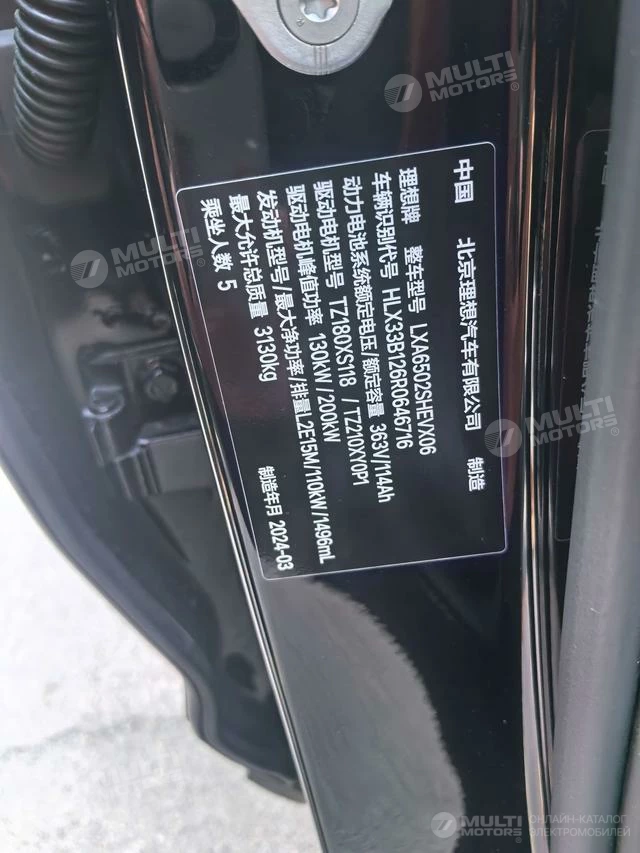 中国 北京理想汽车有限公司 制造
理想牌 整车型号 LXA6502SHEVX06
车辆识别代号 HLX33B126R0646716
动力电池系统额定电压/额定容量 363V/114Ah
驱动电机型号 TZ180XS118 / TZ210X10P1
驱动电机峰值功率 130kW/200kW
发动机型号/最大净功率/排量 L2E15M/110kW/1496mL
最大允许总质量 3130kg
乘坐人数 5 制造年月 2024-03
MULTI MOTORS®
MULTI MOTORS®
MULTI MOTORS®
MULTI MOTORS®
MULTI MOTORS®
ОНЛАЙН-КАТАЛОГ
ЭЛЕКТРОМОБИЛЕЙ